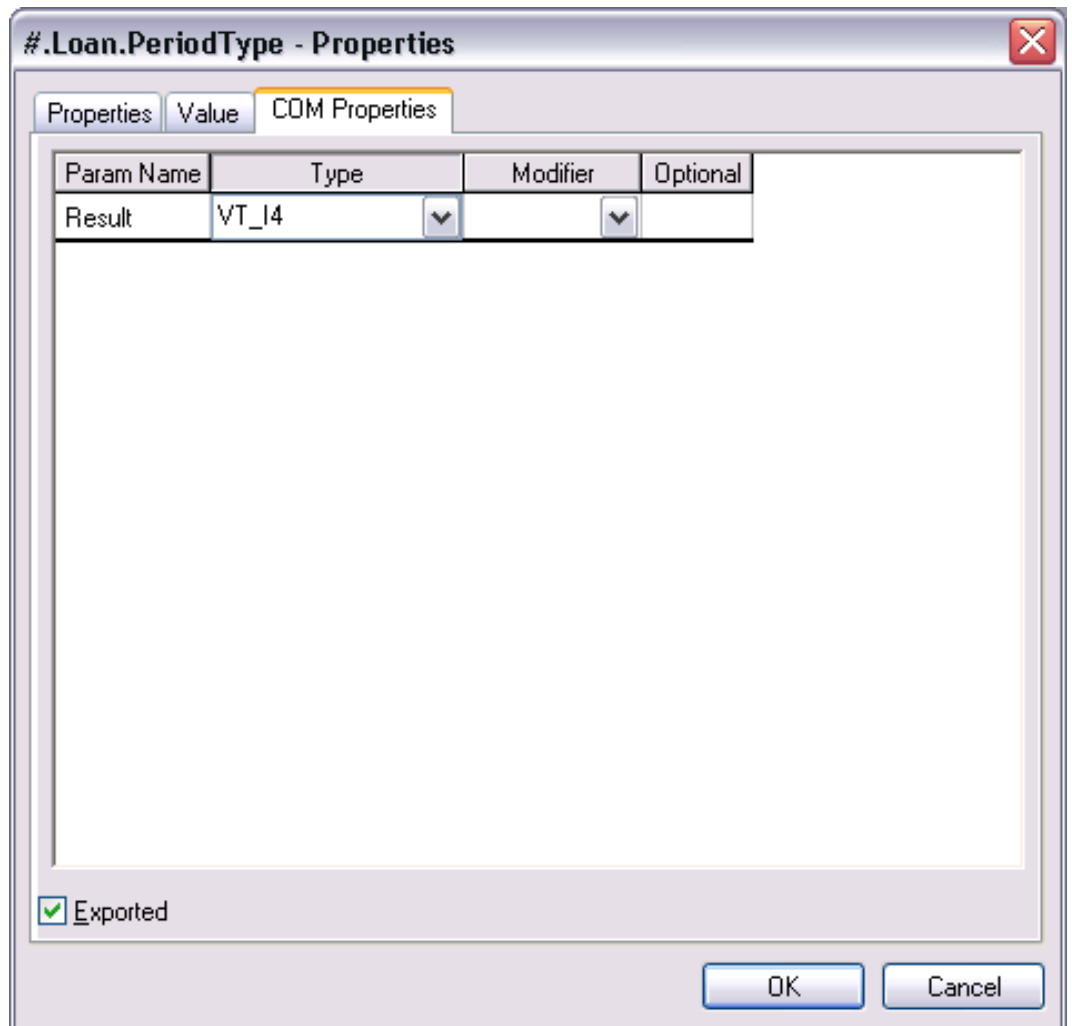 #.Loan.PeriodType - Properties
Properties Value COM Properties
Param Name Type Modifier Optional
Result VT_I4
Exported
OK Cancel